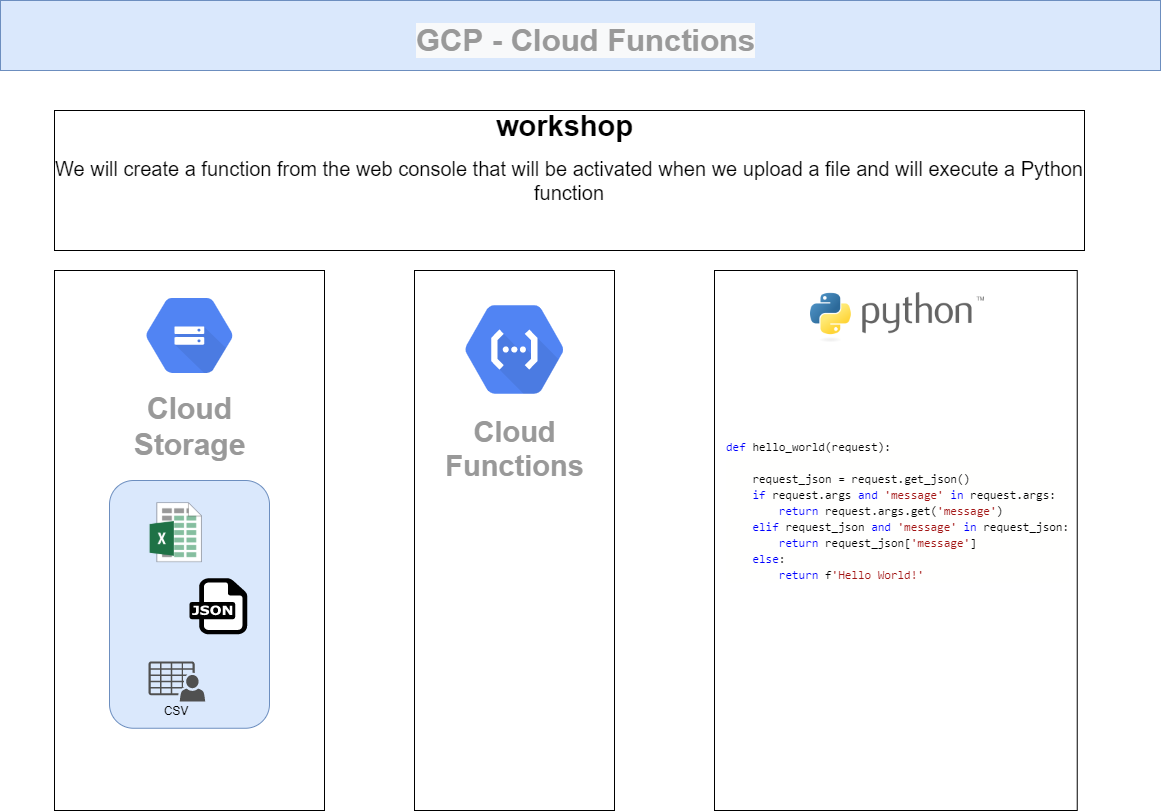 GCP - Cloud Functions
workshop
We will create a function from the web console that will be activated when we upload a file and will execute a Python
function
Cloud
Storage
X
JSON
CSV
Cloud
Functions
python™
def hello_world(request):
    request_json = request.get_json()
    if request.args and 'message' in request.args:
        return request.args.get('message')
    elif request_json and 'message' in request_json:
        return request_json['message']
    else:
        return f'Hello World!'